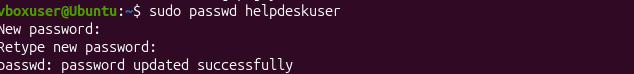 vboxuser@Ubuntu:~$ sudo passwd helpdeskuser
New password:
Retype new password:
passwd: password updated successfully